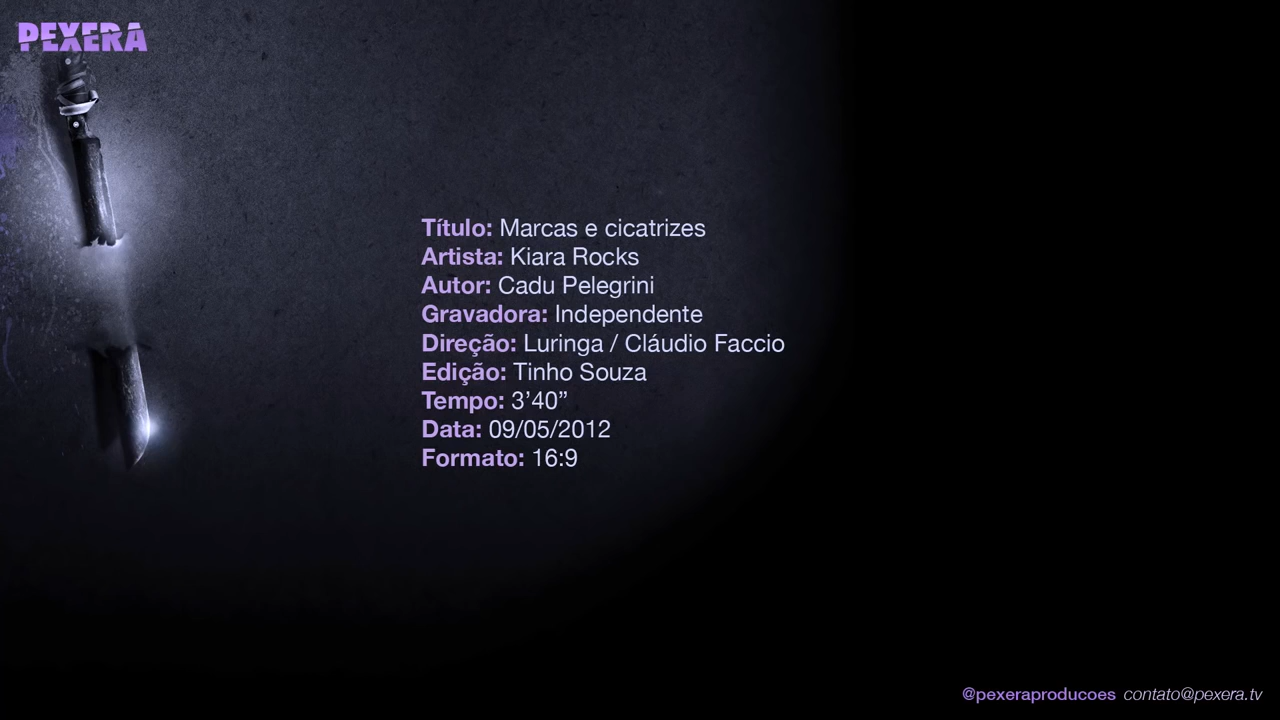 PEXERA
Título: Marcas e cicatrizes
Artista: Kiara Rocks
Autor: Cadu Pelegrini
Gravadora: Independente
Direção: Luringa / Cláudio Faccio
Edição: Tinho Souza
Tempo: 3’40”
Data: 09/05/2012
Formato: 16:9
@pexeraproducoes contato@pexera.tv